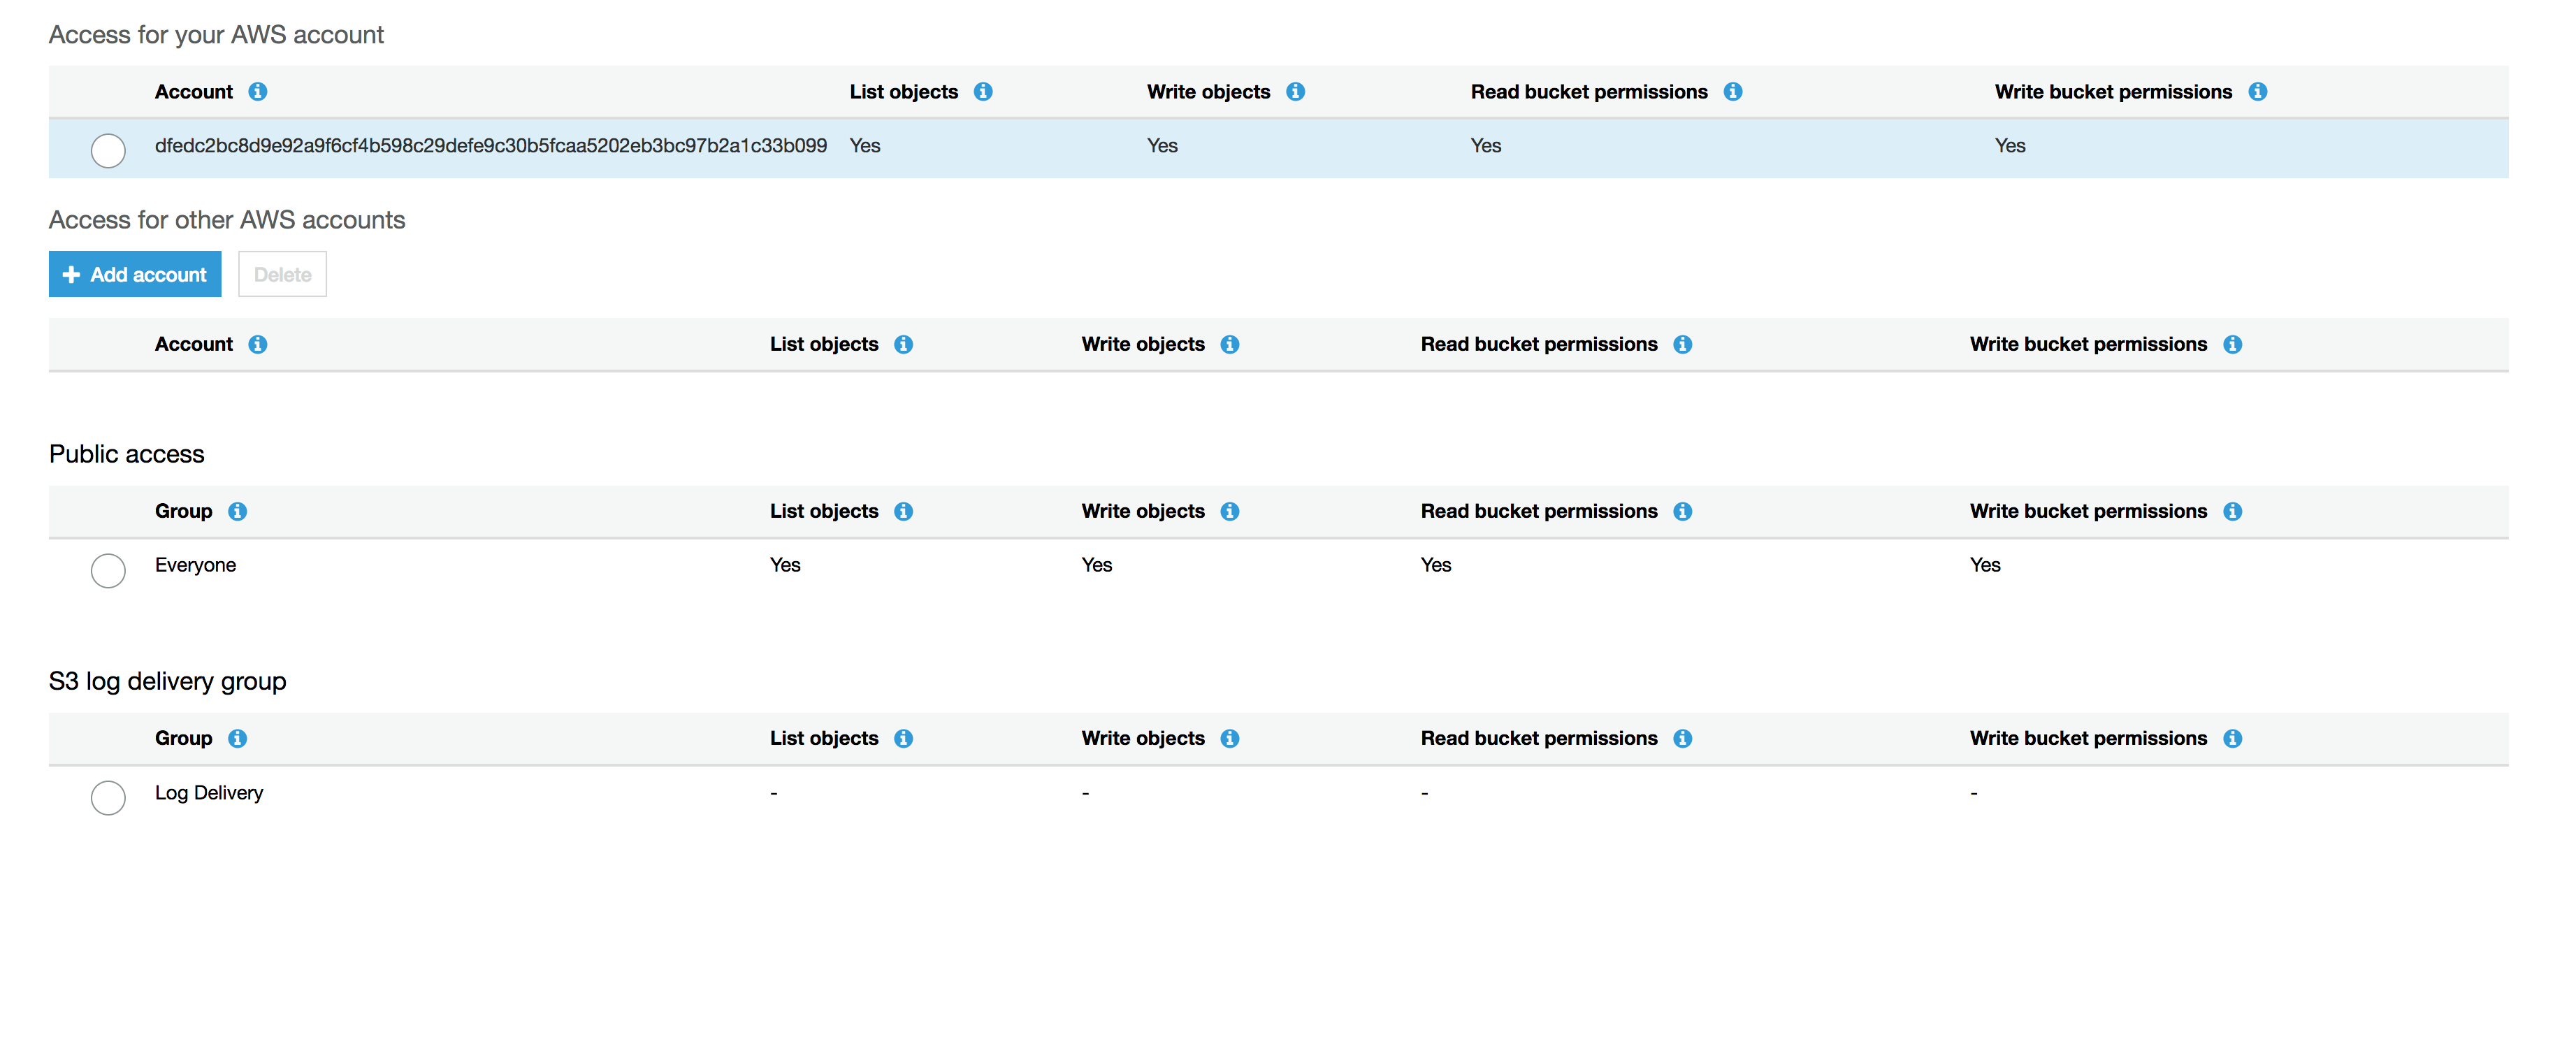 Access for your AWS account
Account List objects Write objects Read bucket permissions Write bucket permissions
dfedc2bc8d9e92a9f6cf4b598c29defe9c30b5fcaa5202eb3bc97b2a1c33b099 Yes Yes Yes Yes
Access for other AWS accounts
+ Add account Delete
Account List objects Write objects Read bucket permissions Write bucket permissions
Public access
Group List objects Write objects Read bucket permissions Write bucket permissions
Everyone Yes Yes Yes Yes
S3 log delivery group
Group List objects Write objects Read bucket permissions Write bucket permissions
Log Delivery - - - -